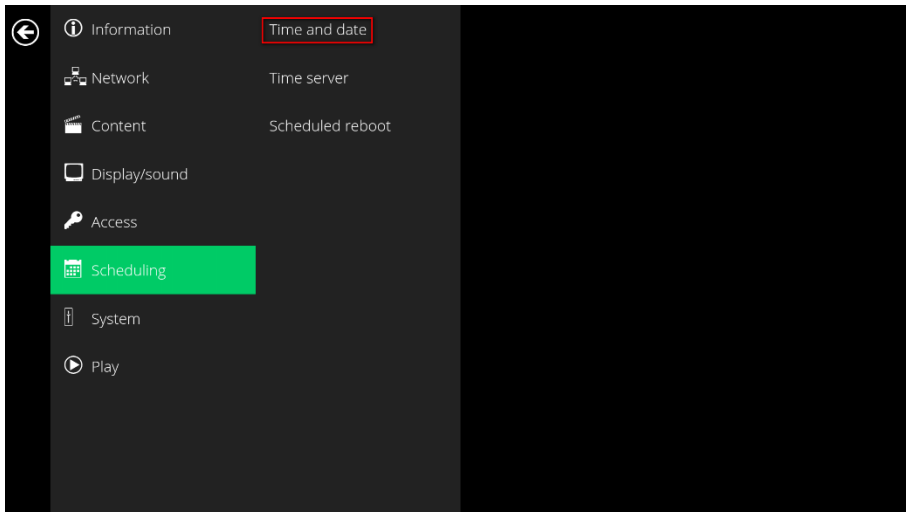 Information
Network
Content
Display/sound
Access
Scheduling
System
Play
Time and date
Time server
Scheduled reboot